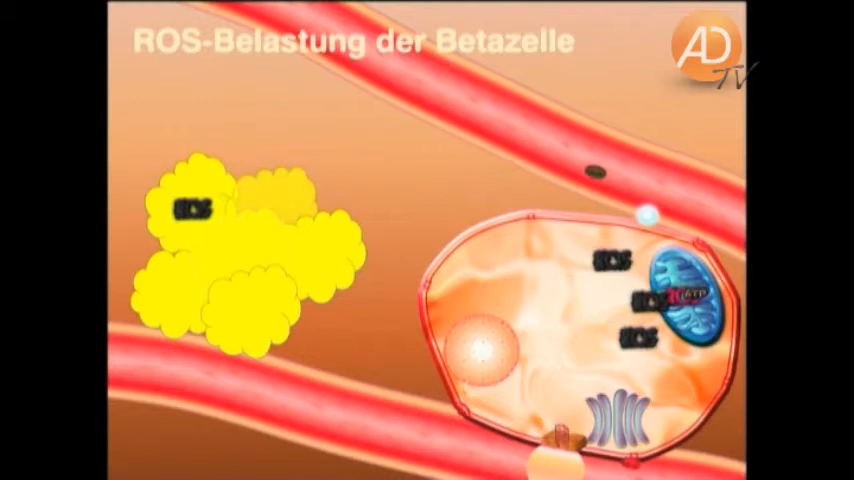 ROS-Belastung der Betazelle
AD
TV
ROS
ROS
ROS
ATP
ROS